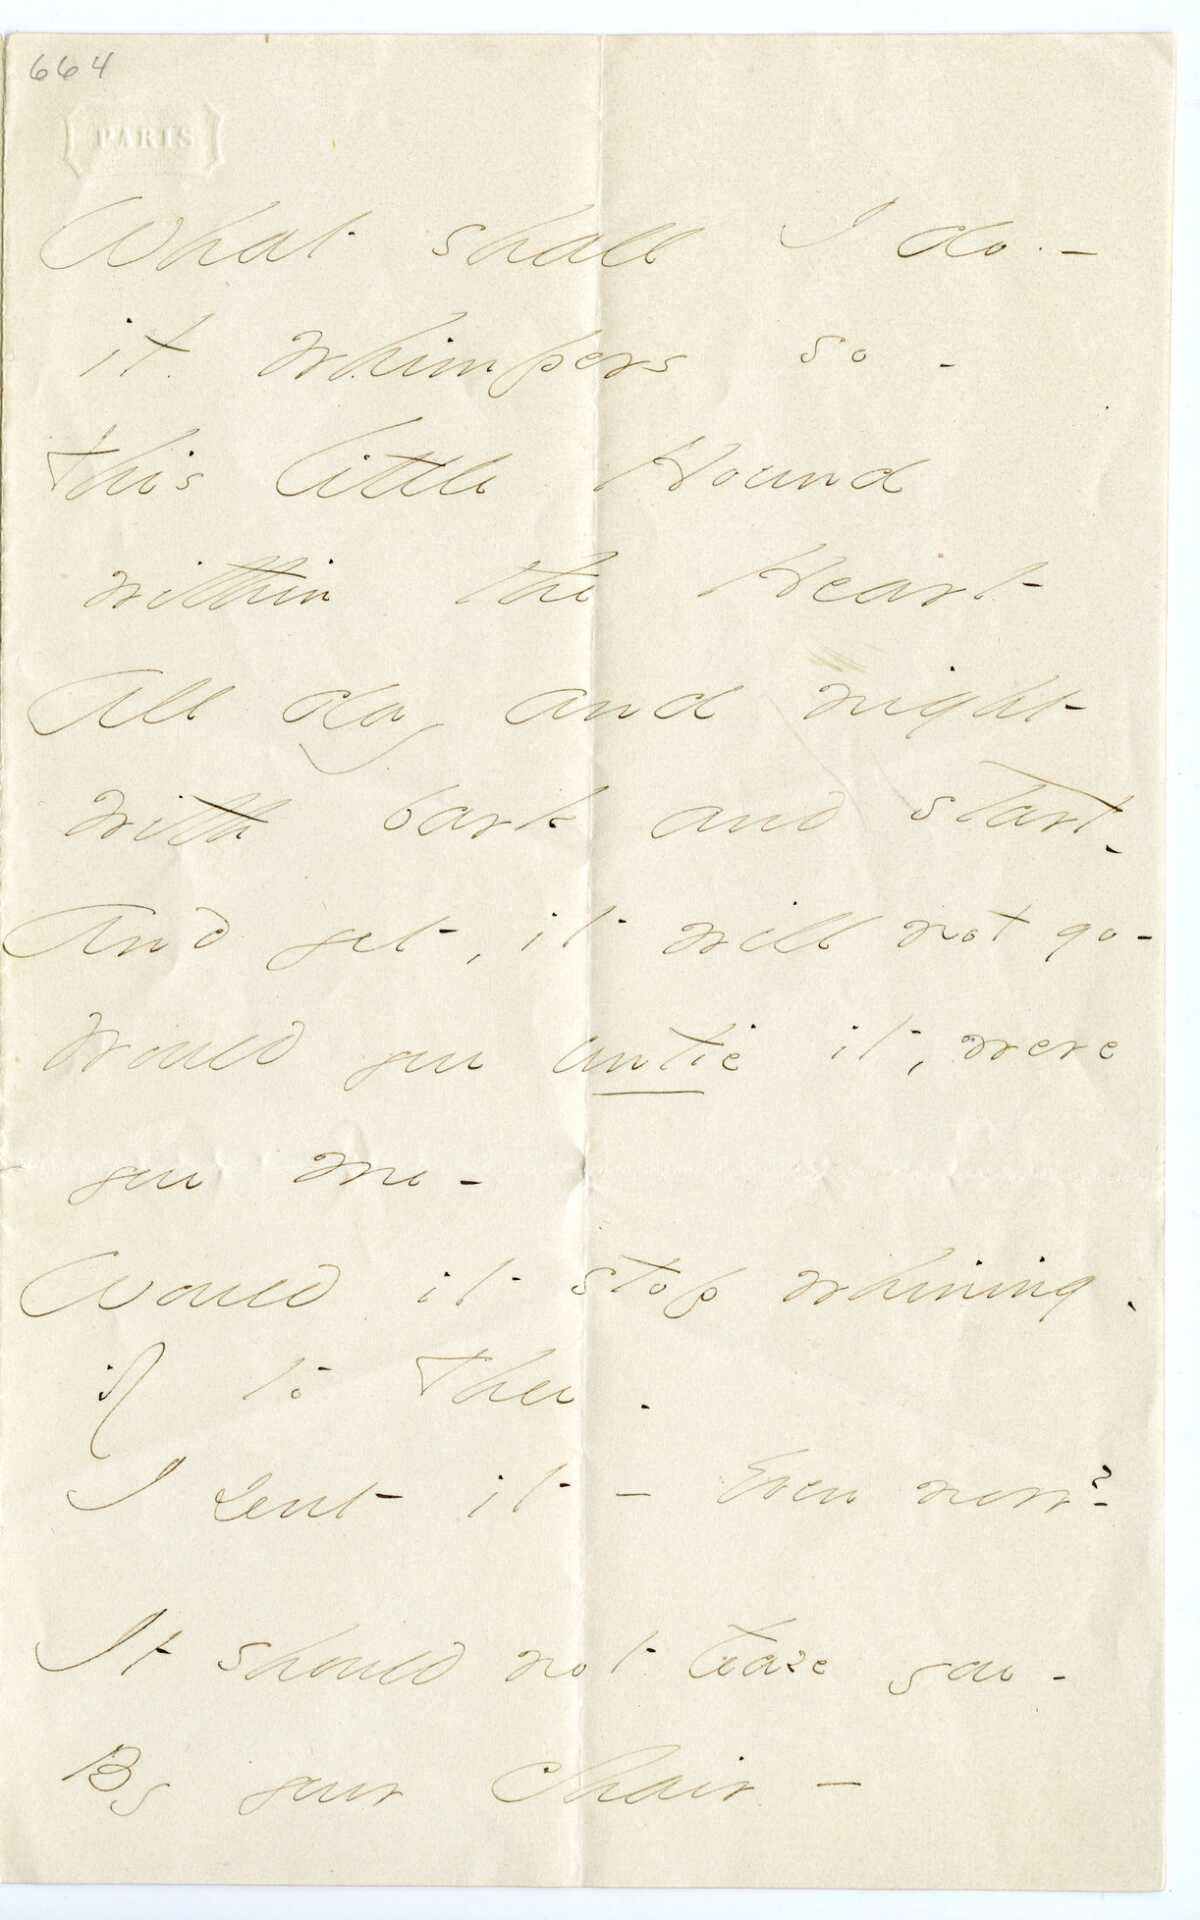 664
PARIS
What shall I do -
it whimpers so -
This little Hound
within the Heart
All day and night
with bark and start -
And yet, it will not go -
Would you untie it, were
you me -
Would it stop whining -
if to Thee -
I sent it - Even now? -
It should not teaze you -
By your chair -